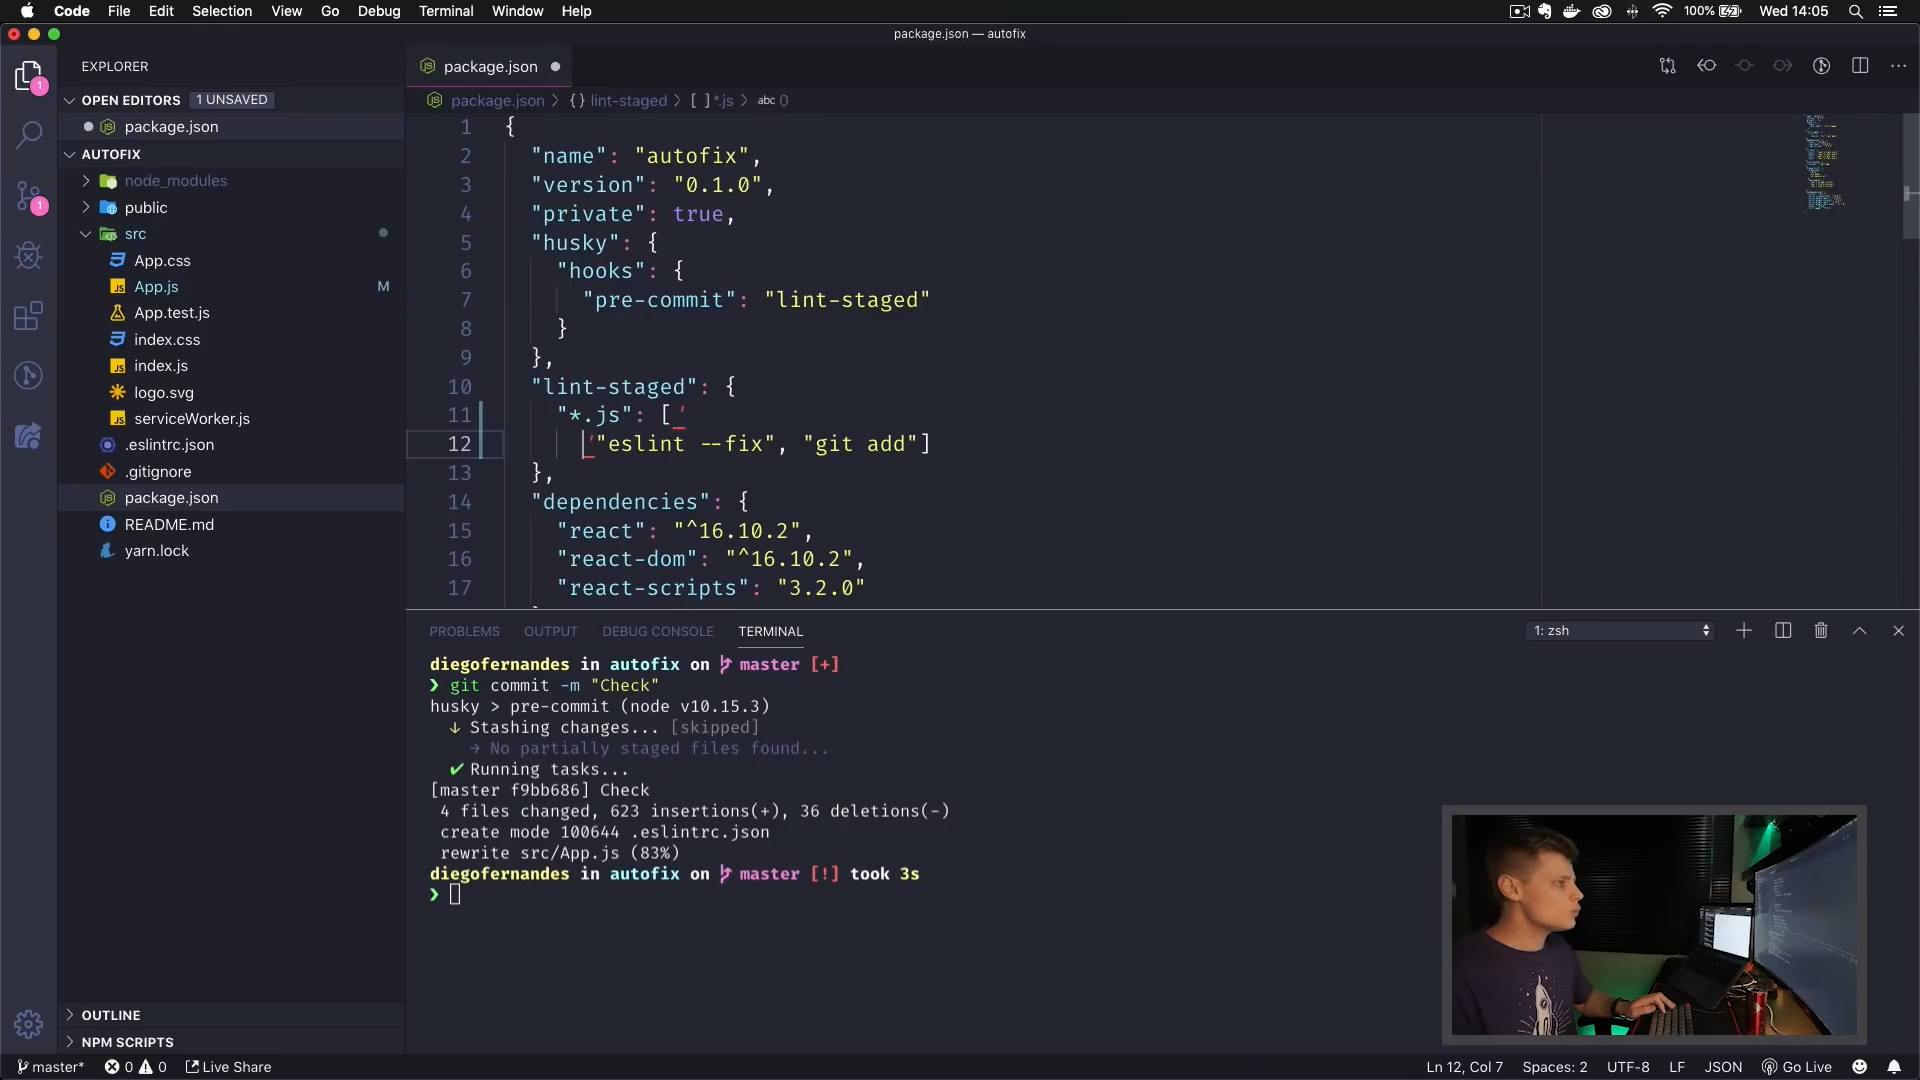 Code File Edit Selection View Go Debug Terminal Window Help
100% Wed 14:05
package.json — autofix
EXPLORER
OPEN EDITORS 1 UNSAVED
package.json
AUTOFIX
node_modules
public
src
App.css
App.js M
App.test.js
index.css
index.js
logo.svg
serviceWorker.js
.eslintrc.json
.gitignore
package.json
README.md
yarn.lock
OUTLINE
NPM SCRIPTS
1
1
package.json
package.json > {} lint-staged > [ ] *.js > abc ()
1 {
2 "name": "autofix",
3 "version": "0.1.0",
4 "private": true,
5 "husky": {
6 "hooks": {
7 "pre-commit": "lint-staged"
8 }
9 },
10 "lint-staged": {
11 "*.js": [ '
12 '"eslint --fix", "git add"]
13 },
14 "dependencies": {
15 "react": "^16.10.2",
16 "react-dom": "^16.10.2",
17 "react-scripts": "3.2.0"
PROBLEMS OUTPUT DEBUG CONSOLE TERMINAL
1: zsh
diegofernandes in autofix on master [+]
❯ git commit -m "Check"
husky > pre-commit (node v10.15.3)
↓ Stashing changes... [skipped]
→ No partially staged files found...
✔ Running tasks...
[master f9bb686] Check
4 files changed, 623 insertions(+), 36 deletions(-)
create mode 100644 .eslintrc.json
rewrite src/App.js (83%)
diegofernandes in autofix on master [!] took 3s
❯
master* 0 0 Live Share
Ln 12, Col 7 Spaces: 2 UTF-8 LF JSON Go Live